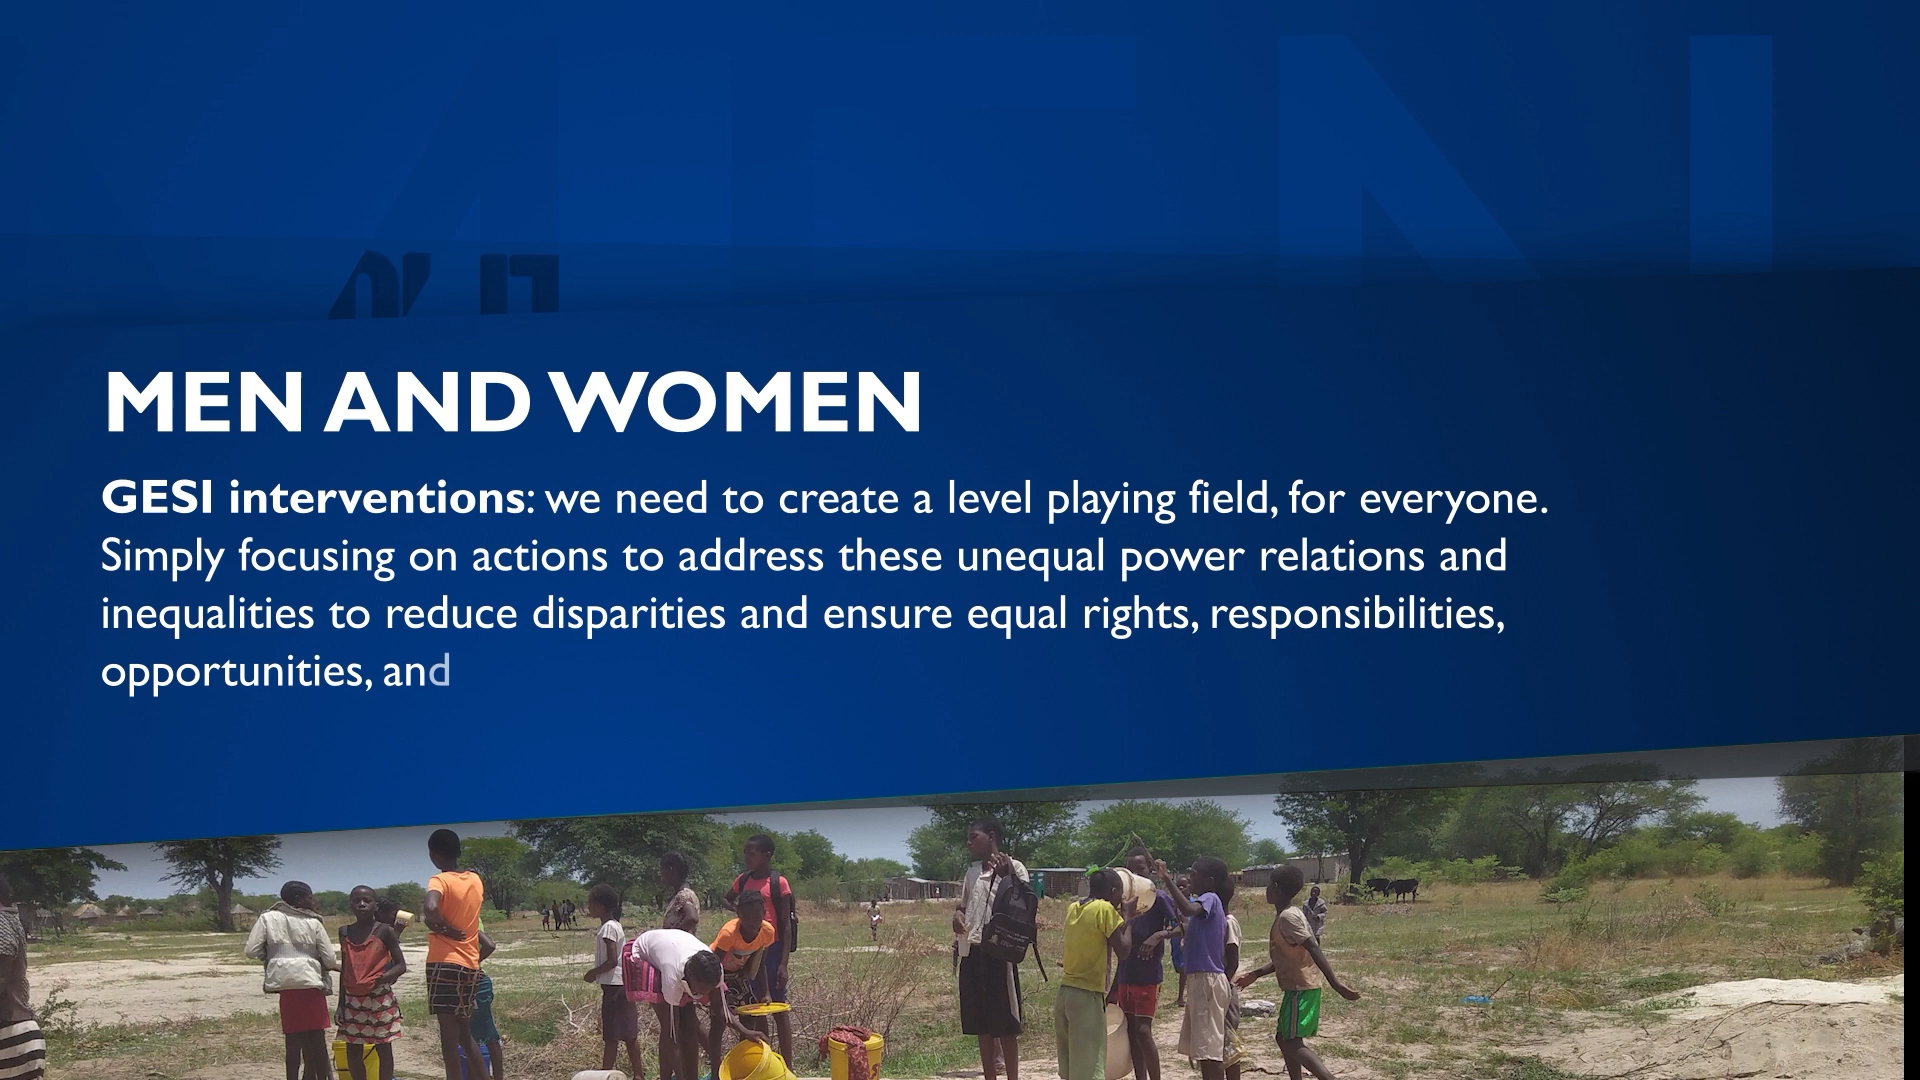 MEN AND WOMEN
GESI interventions: we need to create a level playing field, for everyone.
Simply focusing on actions to address these unequal power relations and
inequalities to reduce disparities and ensure equal rights, responsibilities,
opportunities, and